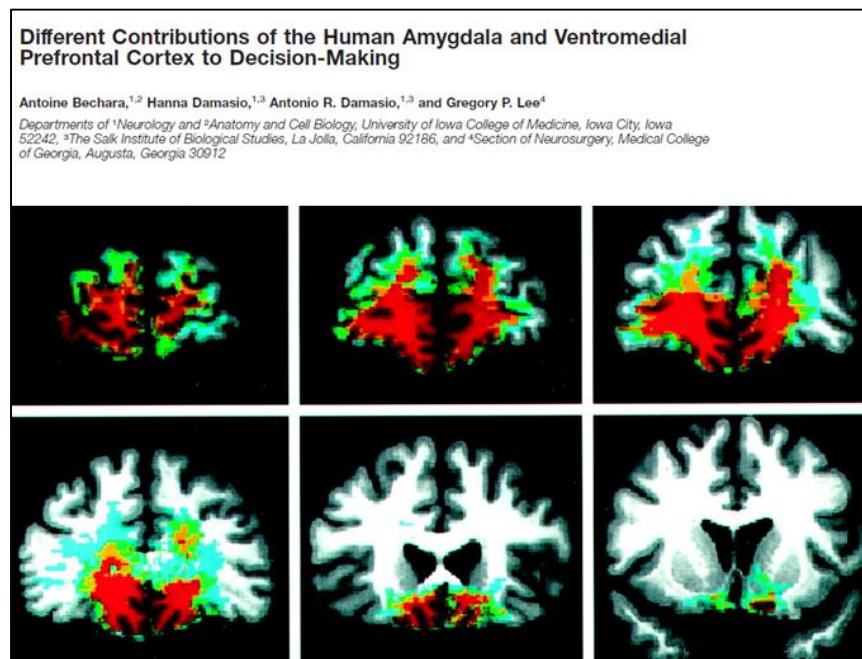 Different Contributions of the Human Amygdala and Ventromedial
Prefrontal Cortex to Decision-Making
Antoine Bechara,¹,² Hanna Damasio,¹,³ Antonio R. Damasio,¹,³ and Gregory P. Lee⁴
Departments of ¹Neurology and ²Anatomy and Cell Biology, University of Iowa College of Medicine, Iowa City, Iowa
52242, ³The Salk Institute of Biological Studies, La Jolla, California 92186, and ⁴Section of Neurosurgery, Medical College
of Georgia, Augusta, Georgia 30912